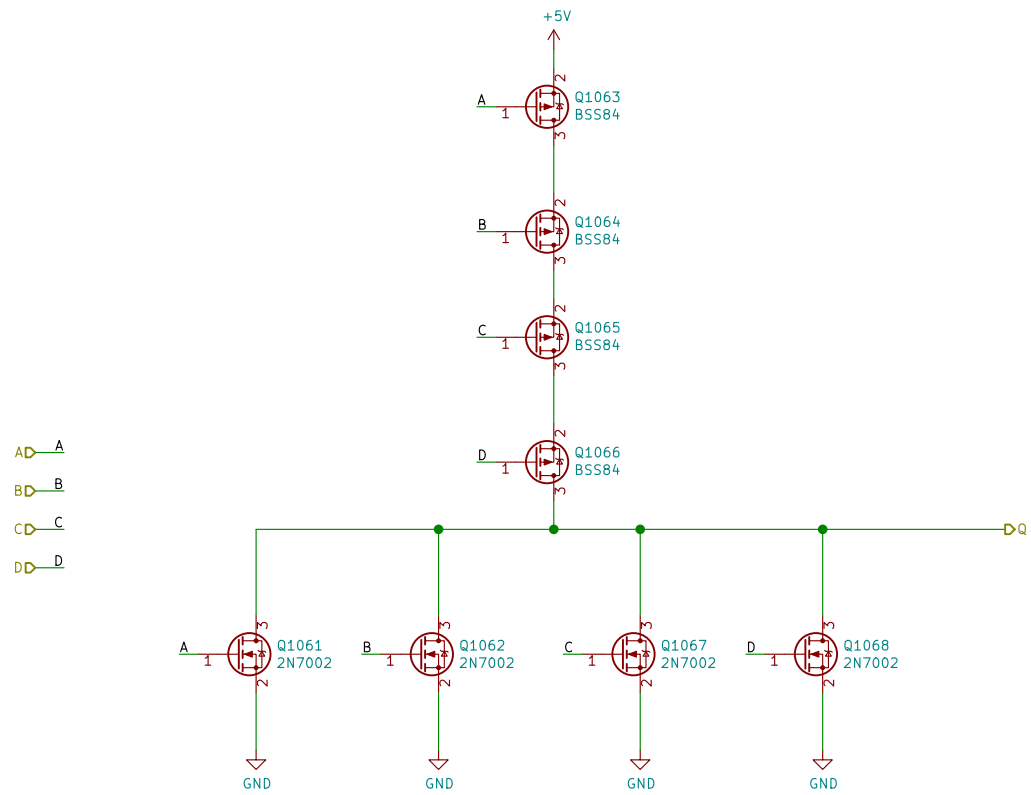 +5V
2
A
1
Q1063
BSS84
3
2
B
1
Q1064
BSS84
3
2
C
1
Q1065
BSS84
3
2
D
1
Q1066
BSS84
3
A A
B B
C C
D D
Q
3
A
1
Q1061
2N7002
2
GND
3
B
1
Q1062
2N7002
2
GND
3
C
1
Q1067
2N7002
2
GND
3
D
1
Q1068
2N7002
2
GND